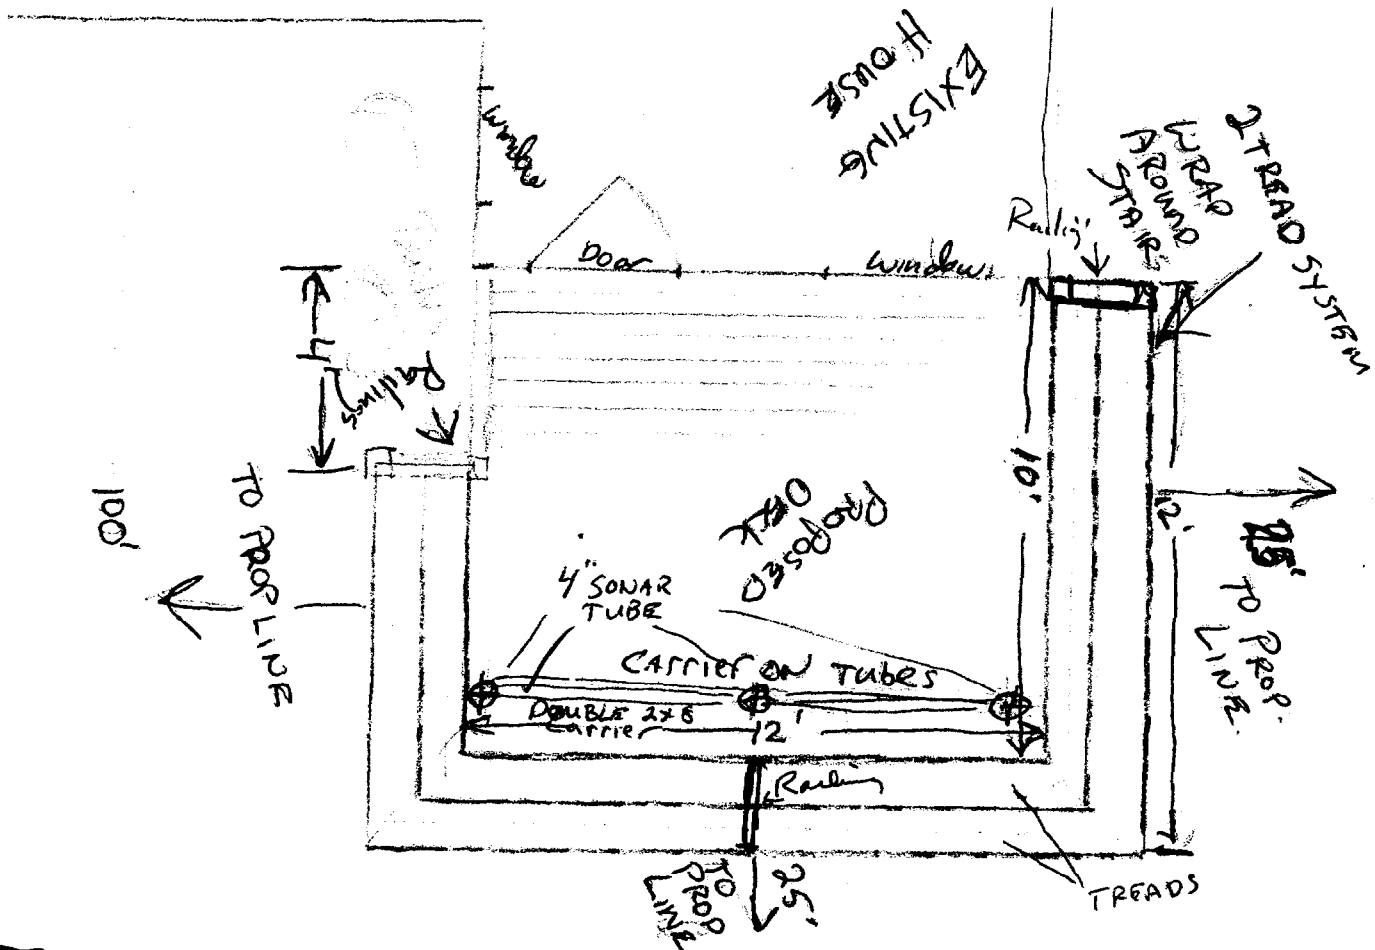 EXISTING
HOUSE
Window
Door
Window
Railing
2 TREAD SYSTEM
WRAP
AROUND
STAIRS
4'
Railings
10'
12'
100'
TO PROP LINE
PROPOSED
DECK
4" SONAR
TUBE
CARRIER ON TUBES
DOUBLE 2x8
Carrier
12'
TO PROP.
LINE.
Railing
25'
TO
PROP
LINE
TREADS